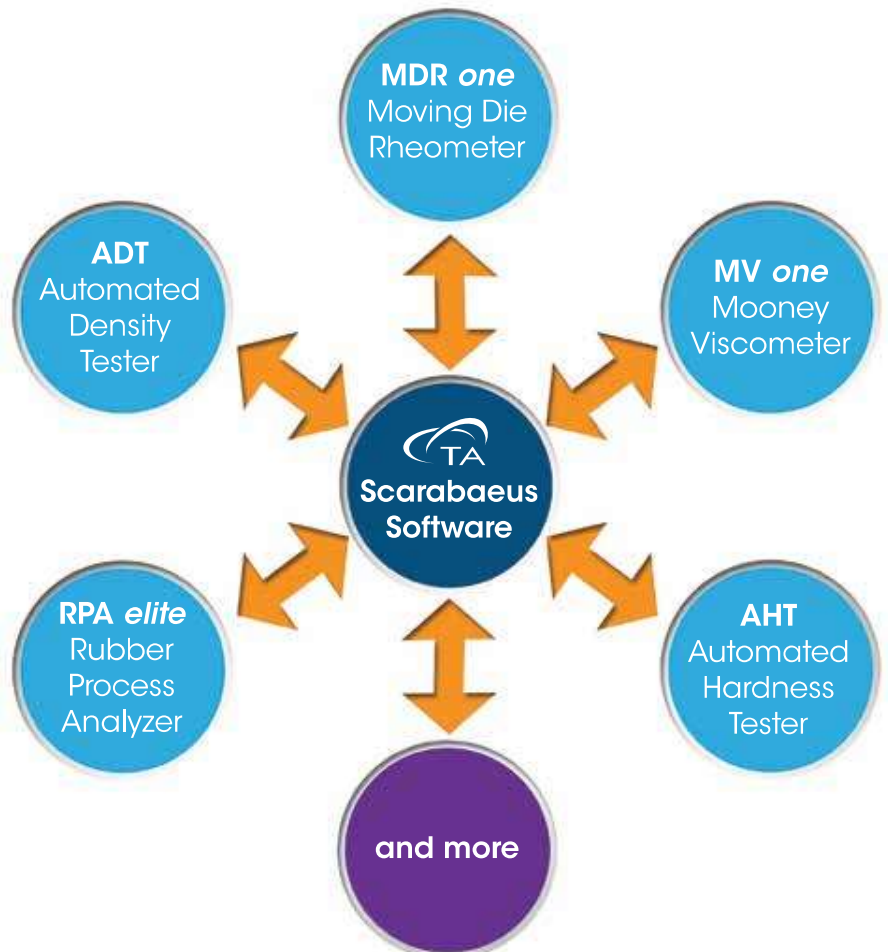 MDR one
Moving Die
Rheometer
ADT
Automated
Density
Tester
MV one
Mooney
Viscometer
TA
Scarabaeus
Software
RPA elite
Rubber
Process
Analyzer
AHT
Automated
Hardness
Tester
and more